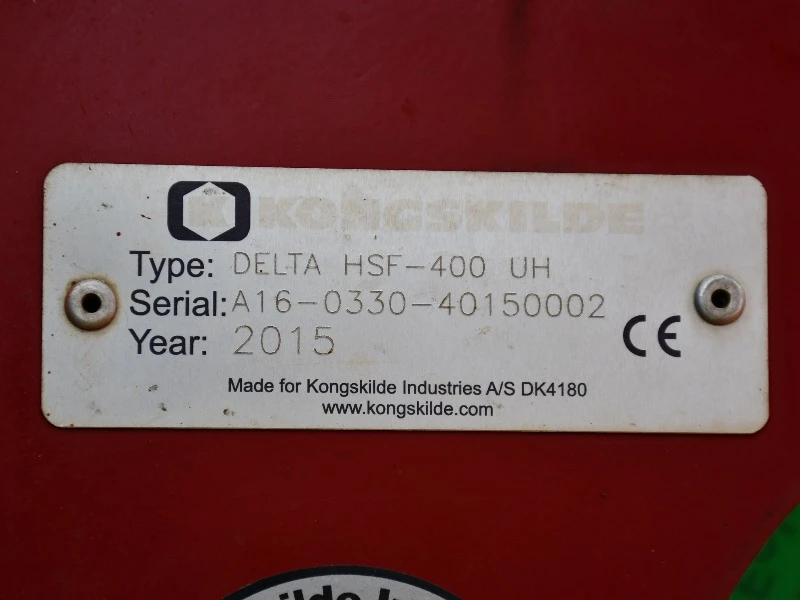 K KONGSKILDE
Type: DELTA HSF-400 UH
Serial: A16-0330-40150002
Year: 2015
CE
Made for Kongskilde Industries A/S DK4180
www.kongskilde.com